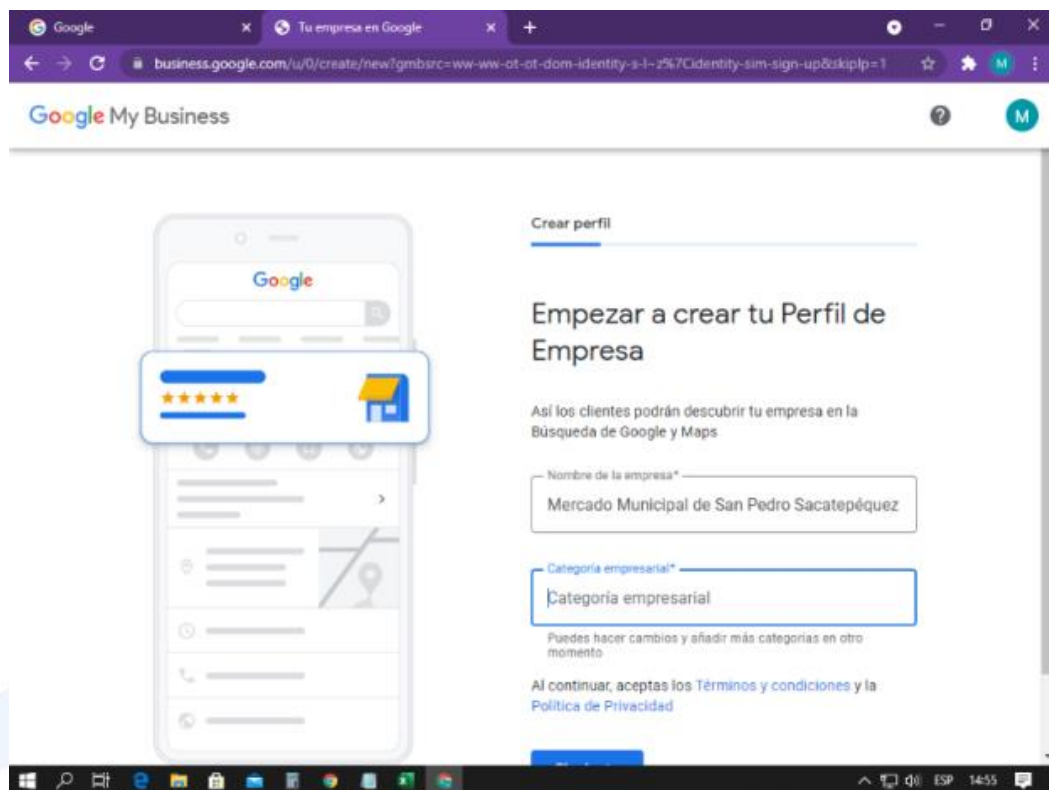 Google
Tu empresa en Google
business.google.com/u/0/create/new?gmbsrc=ww-ww-ot-ot-dom-identity-s-l-z%7Cidentity-sim-sign-up&skiplp=1
M
Google My Business
M
Crear perfil
Google
Empezar a crear tu Perfil de
Empresa
Así los clientes podrán descubrir tu empresa en la
Búsqueda de Google y Maps
Nombre de la empresa*
Mercado Municipal de San Pedro Sacatepéquez
Categoría empresarial*
Categoría empresarial
Puedes hacer cambios y añadir más categorías en otro
momento
Al continuar, aceptas los Términos y condiciones y la
Política de Privacidad
ESP 14:55